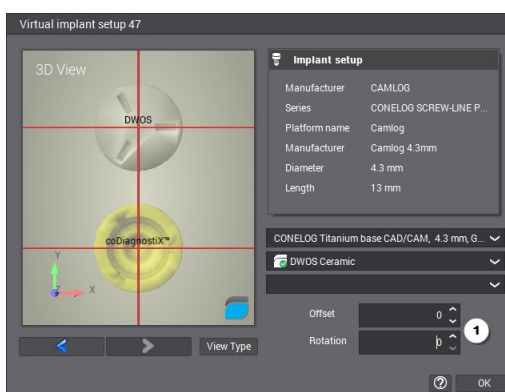 Virtual implant setup 47
3D View
DWOS
coDiagnostiX™
Y
Z
X
View Type
Implant setup
Manufacturer CAMLOG
Series CONELOG SCREW-LINE P...
Platform name Camlog
Manufacturer Camlog 4.3mm
Diameter 4.3 mm
Length 13 mm
CONELOG Titanium base CAD/CAM, 4.3 mm, G...
DWOS Ceramic
Offset 0
1
Rotation 0
? OK